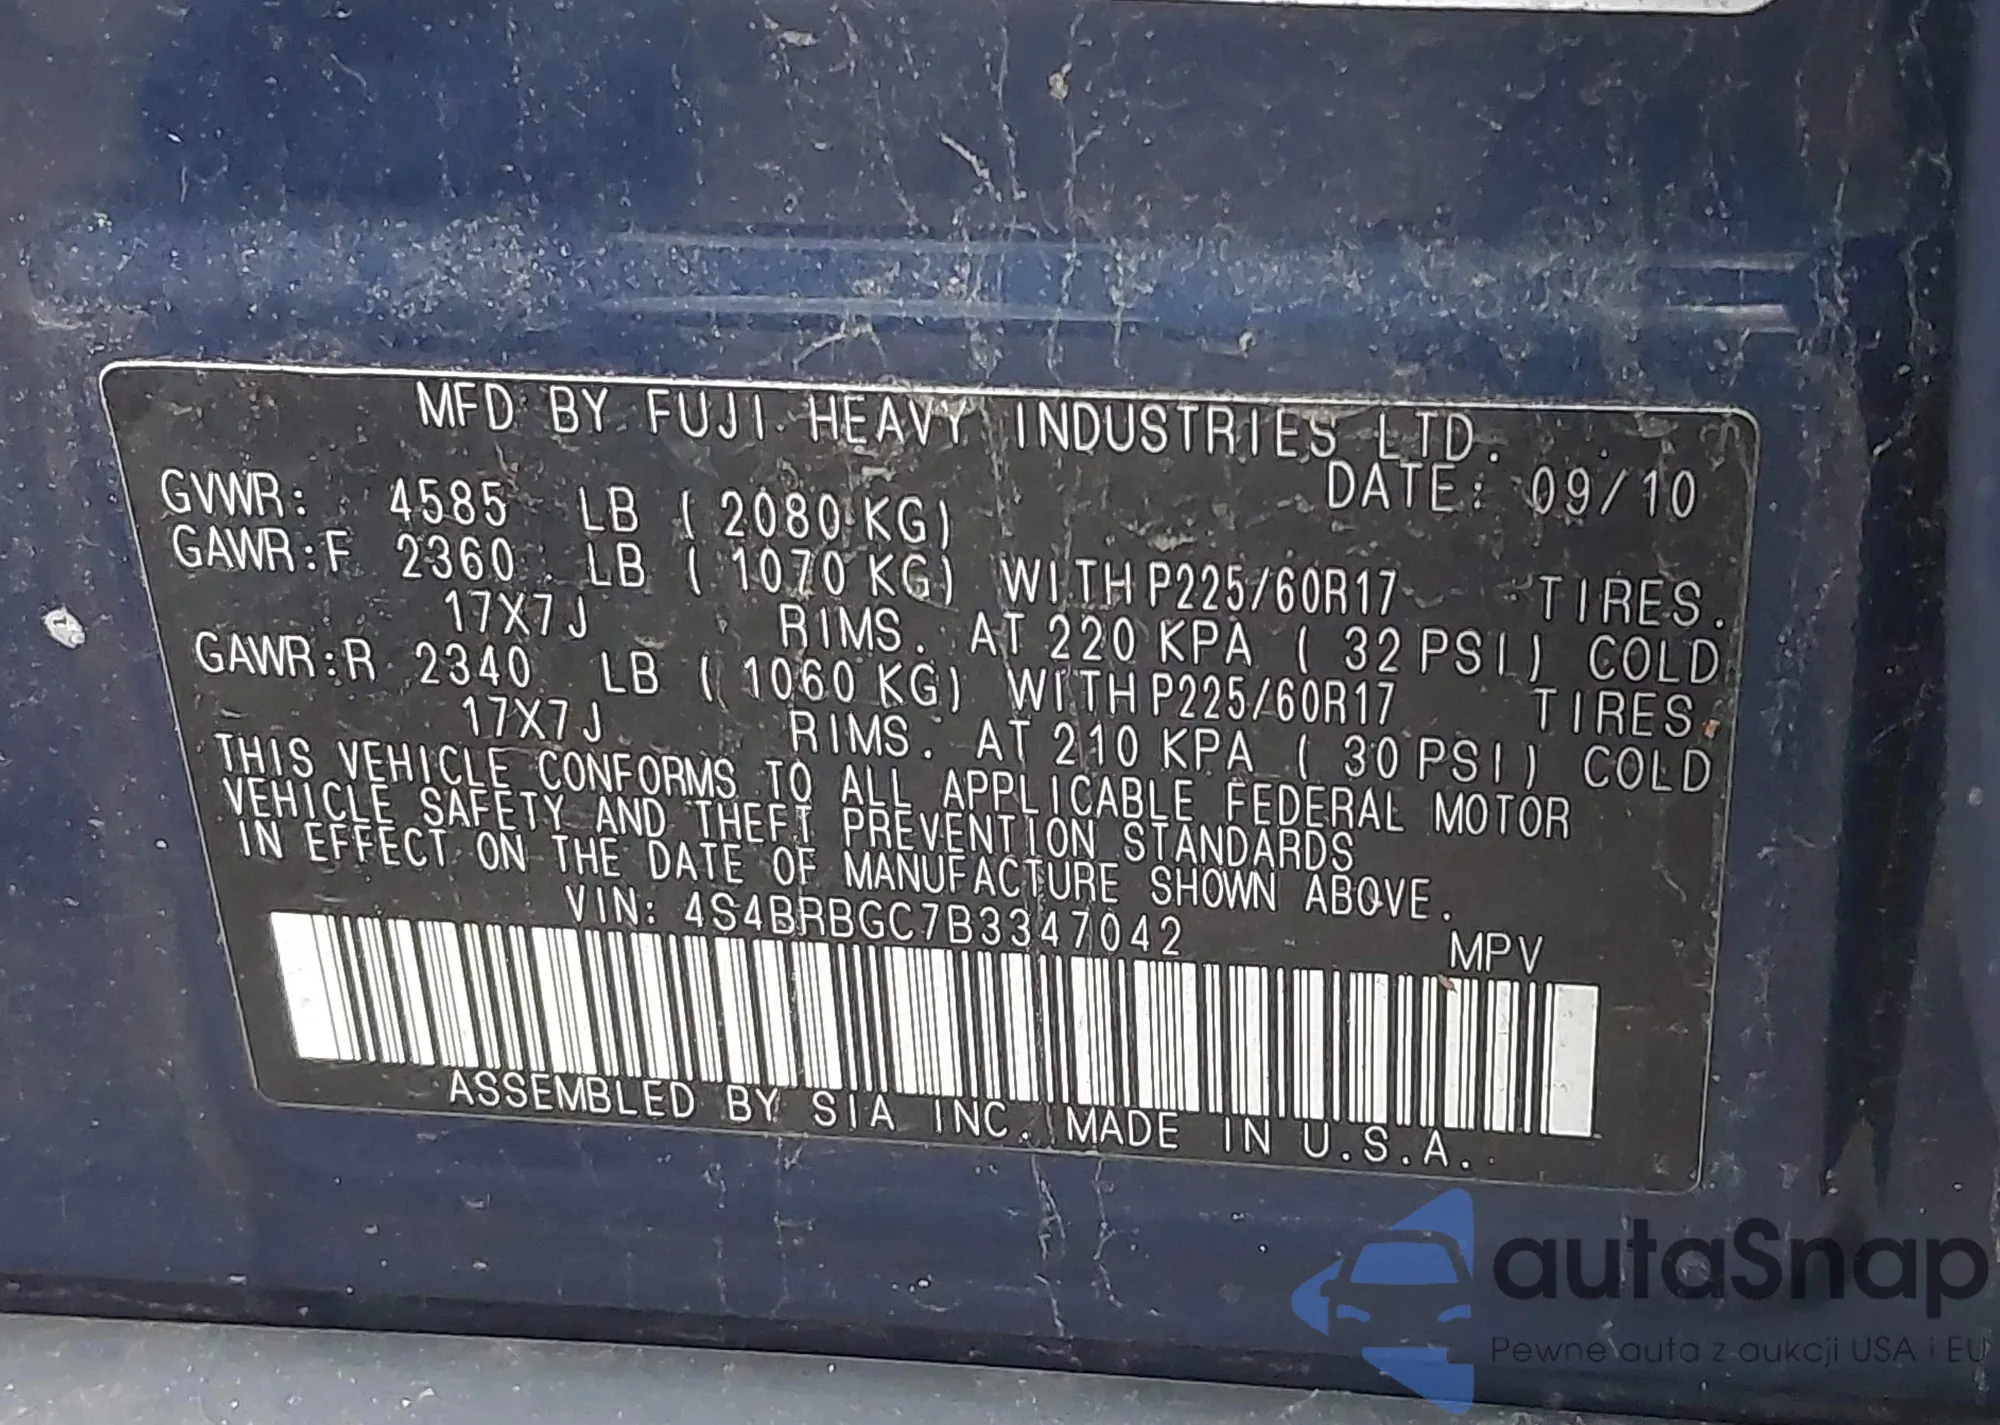 MFD BY FUJI HEAVY INDUSTRIES LTD.
DATE: 09/10
GVWR: 4585 LB ( 2080 KG)
GAWR:F 2360 LB ( 1070 KG) WITH P225/60R17 TIRES.
17X7J RIMS. AT 220 KPA ( 32 PSI) COLD
GAWR:R 2340 LB ( 1060 KG) WITH P225/60R17 TIRES.
17X7J RIMS. AT 210 KPA ( 30 PSI) COLD
THIS VEHICLE CONFORMS TO ALL APPLICABLE FEDERAL MOTOR
VEHICLE SAFETY AND THEFT PREVENTION STANDARDS
IN EFFECT ON THE DATE OF MANUFACTURE SHOWN ABOVE.
VIN: 4S4BRBGC7B3347042 MPV
ASSEMBLED BY SIA INC. MADE IN U.S.A.
autaSnap
Pewne auta z aukcji USA i EU